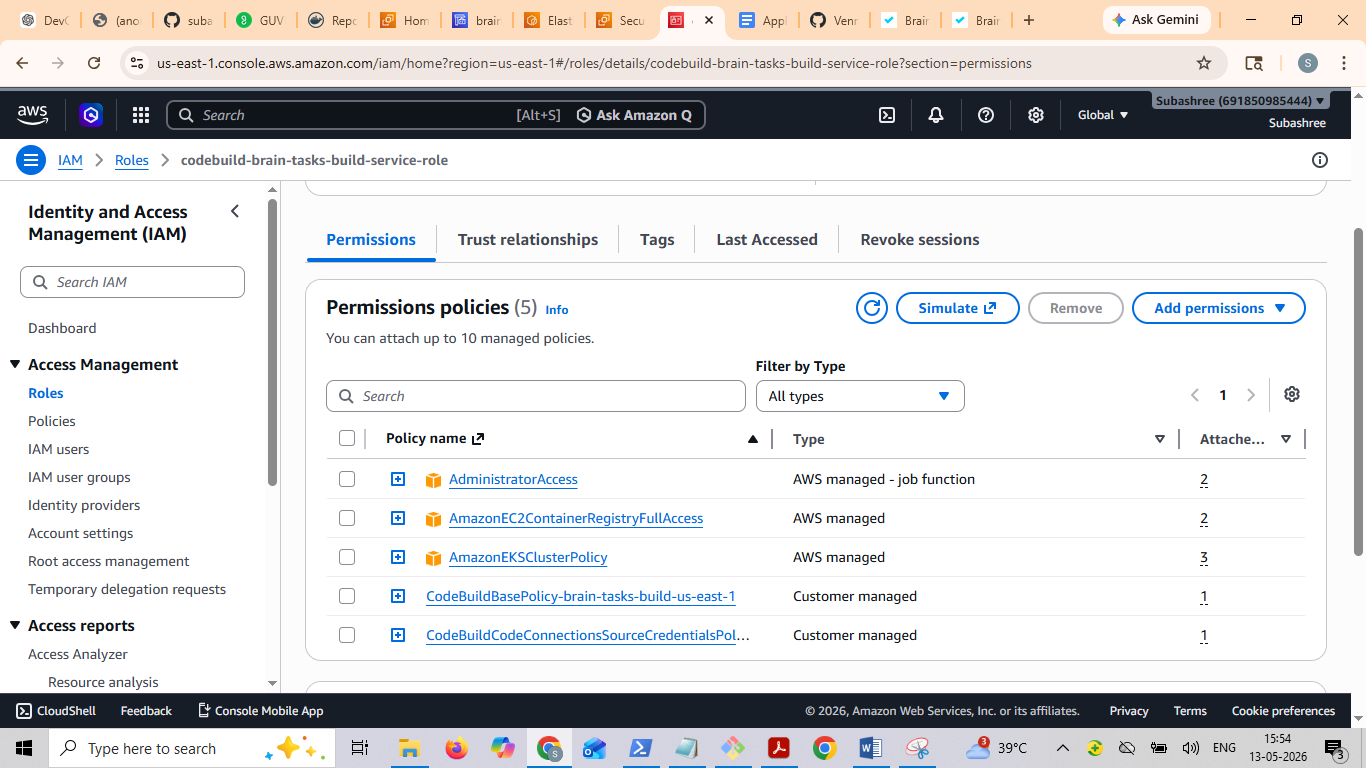 DevC
(ano
suba
GUV
Repo
Hom
brain
Elast
Secu
Appl
Venn
Brain
Brain
Ask Gemini
us-east-1.console.aws.amazon.com/iam/home?region=us-east-1#/roles/details/codebuild-brain-tasks-build-service-role?section=permissions
S
aws
Search
[Alt+S]
Ask Amazon Q
Global
Subashree (691850985444)
Subashree
IAM
Roles
codebuild-brain-tasks-build-service-role
Identity and Access
Management (IAM)
Search IAM
Dashboard
Access Management
Roles
Policies
IAM users
IAM user groups
Identity providers
Account settings
Root access management
Temporary delegation requests
Access reports
Access Analyzer
Resource analysis
Permissions
Trust relationships
Tags
Last Accessed
Revoke sessions
Permissions policies (5) Info
Simulate
Remove
Add permissions
You can attach up to 10 managed policies.
Filter by Type
Search
All types
1
Policy name
Type
Attache...
AdministratorAccess
AWS managed - job function
2
AmazonEC2ContainerRegistryFullAccess
AWS managed
2
AmazonEKSClusterPolicy
AWS managed
3
CodeBuildBasePolicy-brain-tasks-build-us-east-1
Customer managed
1
CodeBuildCodeConnectionsSourceCredentialsPol...
Customer managed
1
CloudShell
Feedback
Console Mobile App
© 2026, Amazon Web Services, Inc. or its affiliates.
Privacy
Terms
Cookie preferences
Type here to search
3
39°C
ENG
15:54
13-05-2026
3